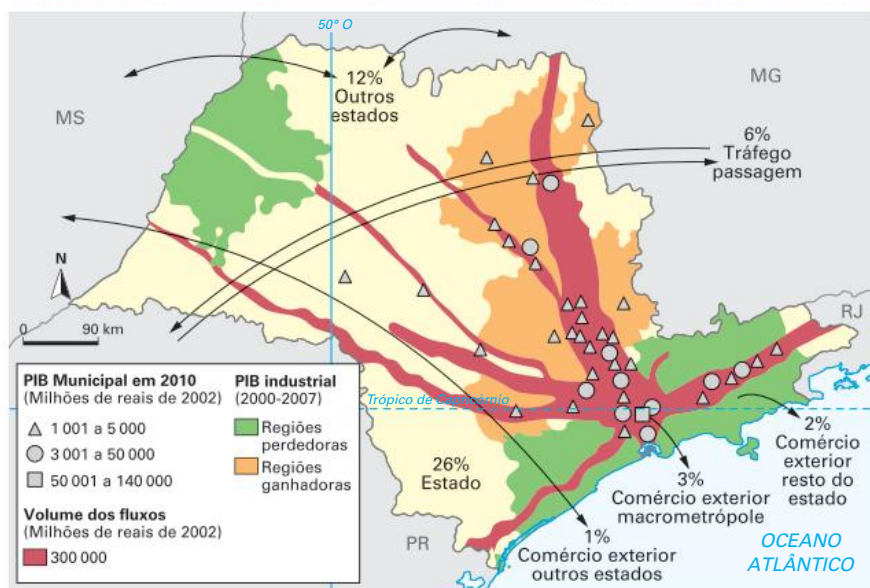 50° O
12%
Outros
estados
MS
MG
6%
Tráfego
passagem
N
0 90 km
RJ
PIB Municipal em 2010
(Milhões de reais de 2002)
1 001 a 5 000
3 001 a 50 000
50 001 a 140 000
Volume dos fluxos
(Milhões de reais de 2002)
300 000
PIB industrial
(2000-2007)
Regiões
perdedoras
Regiões
ganhadoras
Trópico de Capricórnio
26%
Estado
2%
Comércio
exterior
resto do
estado
3%
Comércio exterior
macrometrópole
1%
Comércio exterior
outros estados
PR
OCEANO
ATLÂNTICO